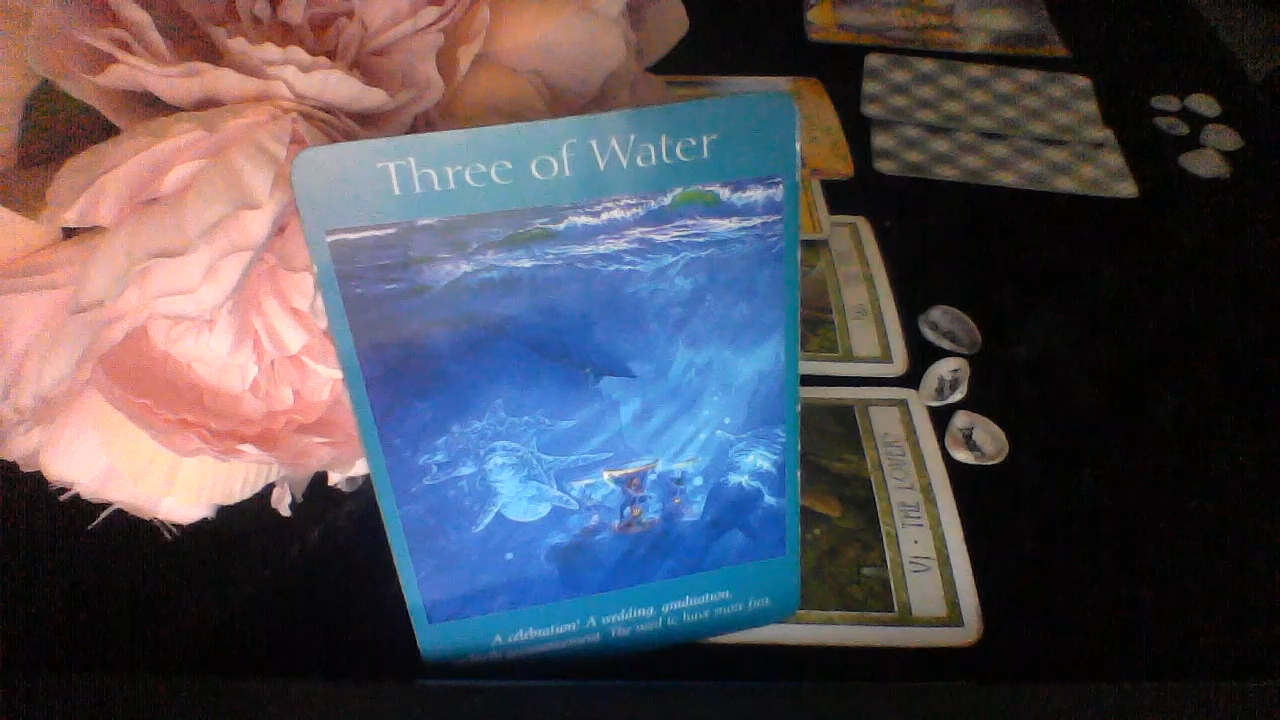 Three of Water
A celebration! A wedding, graduation,
The need to have more fun.
VI · THE LOVERS